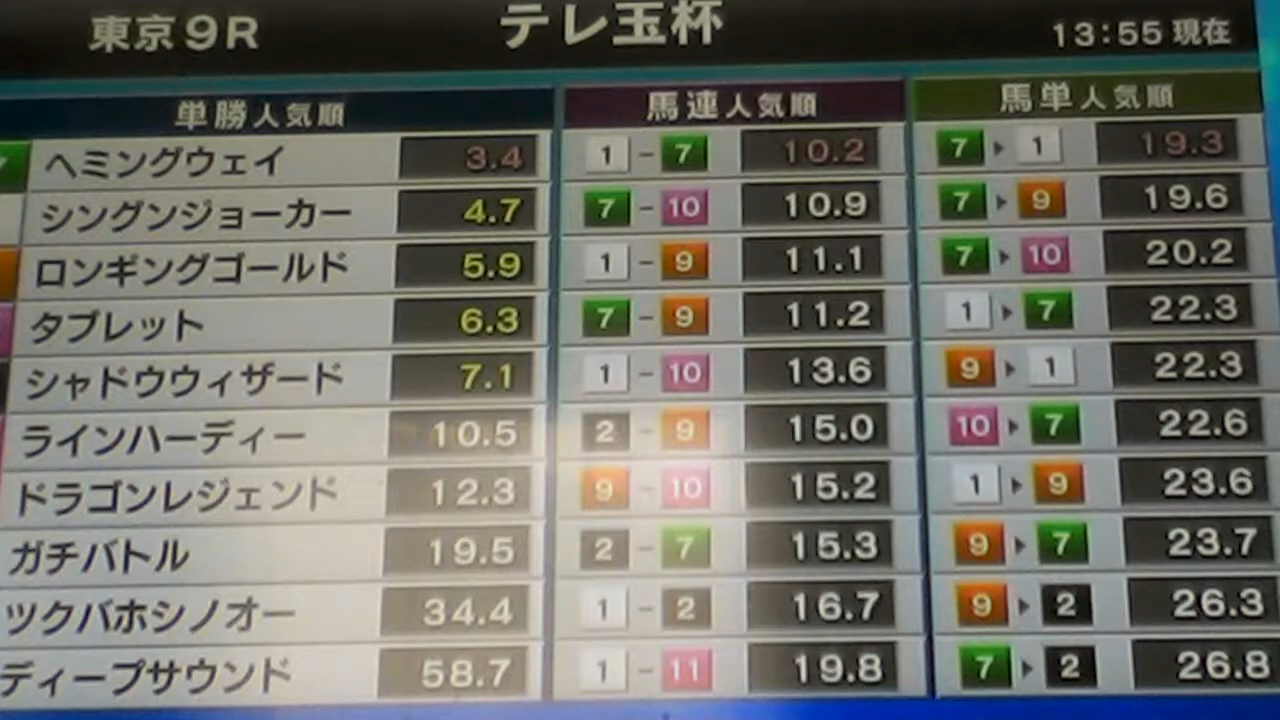 東京9R テレ玉杯 13:55 現在
単勝人気順 馬連人気順 馬単人気順
7 ヘミングウェイ 3.4 1-7 10.2 7▶1 19.3
シングンジョーカー 4.7 7-10 10.9 7▶9 19.6
ロンギングゴールド 5.9 1-9 11.1 7▶10 20.2
タブレット 6.3 7-9 11.2 1▶7 22.3
シャドウウィザード 7.1 1-10 13.6 9▶1 22.3
ラインハーディー 10.5 2-9 15.0 10▶7 22.6
ドラゴンレジェンド 12.3 9-10 15.2 1▶9 23.6
ガチバトル 19.5 2-7 15.3 9▶7 23.7
ツクバホシノオー 34.4 1-2 16.7 9▶2 26.3
ディープサウンド 58.7 1-11 19.8 7▶2 26.8